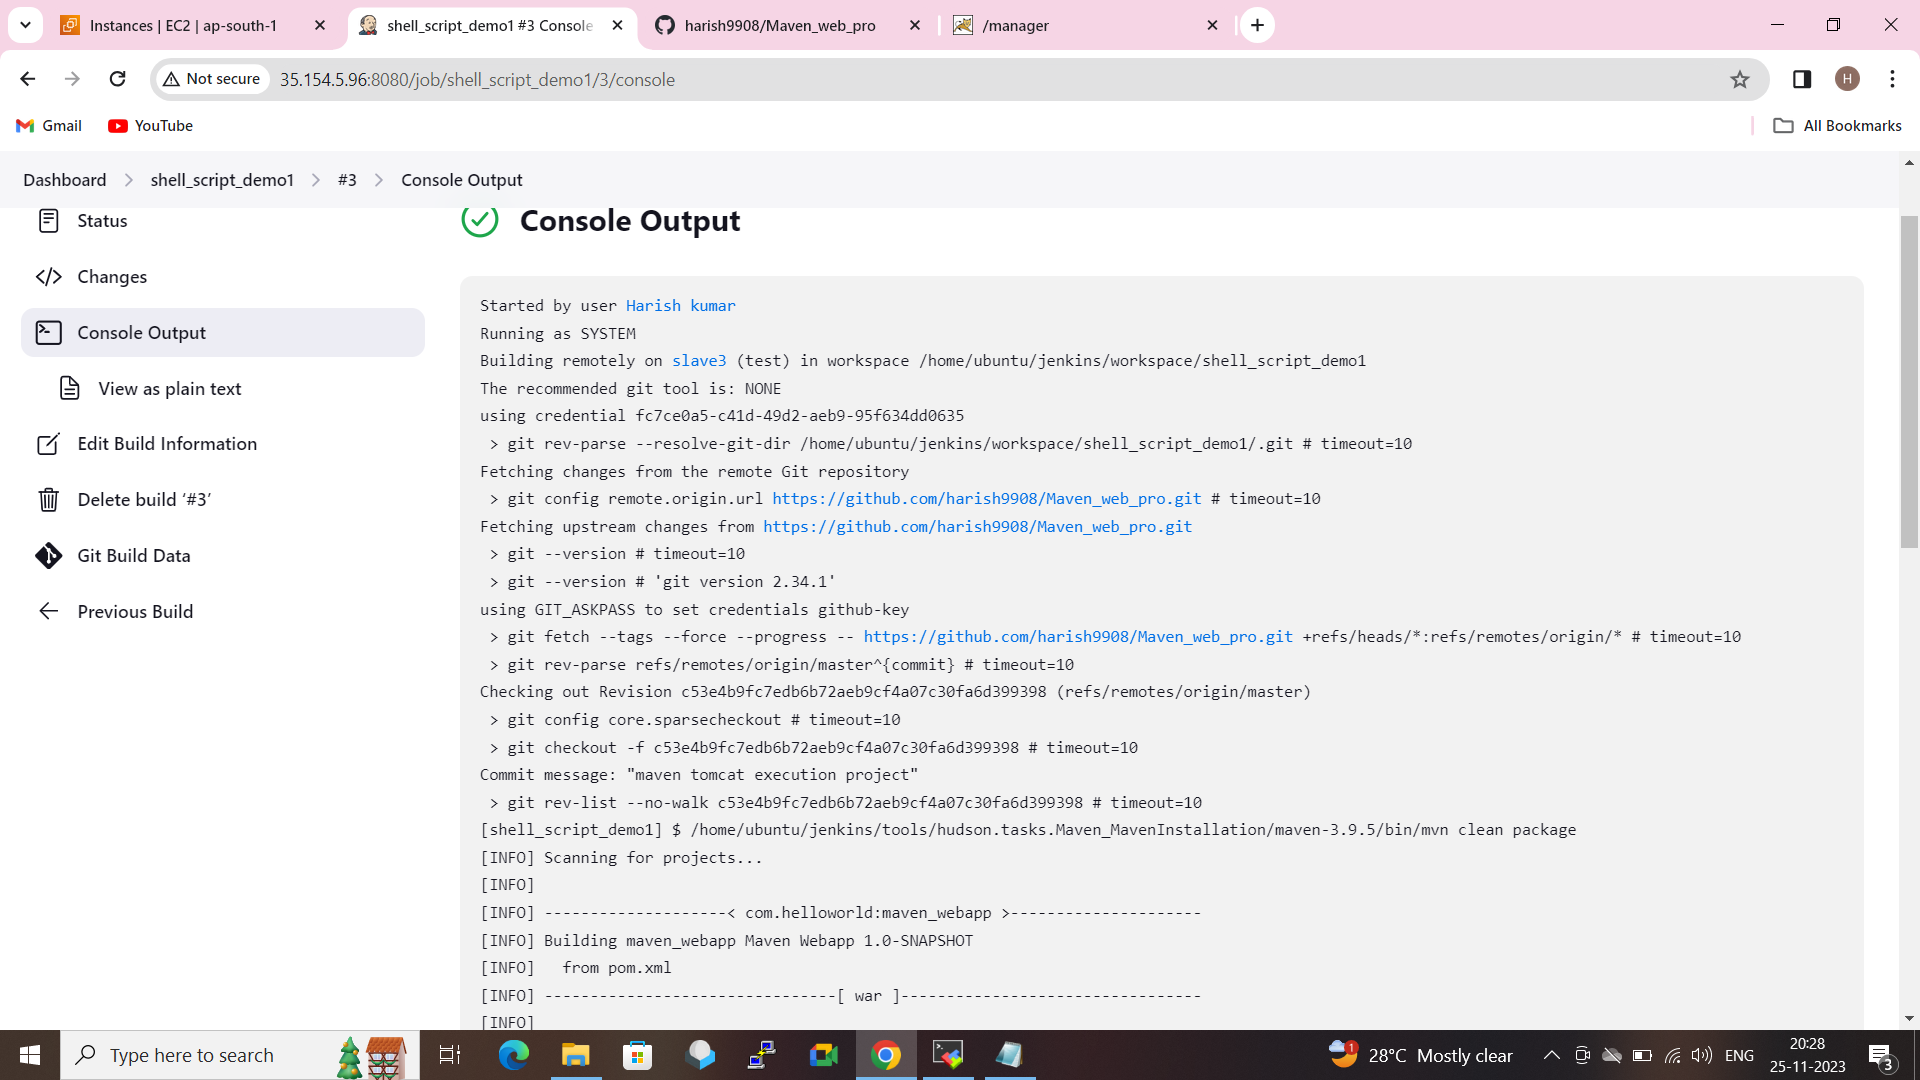 Instances | EC2 | ap-south-1
shell_script_demo1 #3 Console
harish9908/Maven_web_pro
/manager
Not secure
35.154.5.96:8080/job/shell_script_demo1/3/console
H
Gmail
YouTube
All Bookmarks
Dashboard
shell_script_demo1
#3
Console Output
Status
Changes
Console Output
View as plain text
Edit Build Information
Delete build ‘#3’
Git Build Data
Previous Build
Console Output
Started by user Harish kumar
Running as SYSTEM
Building remotely on slave3 (test) in workspace /home/ubuntu/jenkins/workspace/shell_script_demo1
The recommended git tool is: NONE
using credential fc7ce0a5-c41d-49d2-aeb9-95f634dd0635
> git rev-parse --resolve-git-dir /home/ubuntu/jenkins/workspace/shell_script_demo1/.git # timeout=10
Fetching changes from the remote Git repository
> git config remote.origin.url https://github.com/harish9908/Maven_web_pro.git # timeout=10
Fetching upstream changes from https://github.com/harish9908/Maven_web_pro.git
> git --version # timeout=10
> git --version # 'git version 2.34.1'
using GIT_ASKPASS to set credentials github-key
> git fetch --tags --force --progress -- https://github.com/harish9908/Maven_web_pro.git +refs/heads/*:refs/remotes/origin/* # timeout=10
> git rev-parse refs/remotes/origin/master^{commit} # timeout=10
Checking out Revision c53e4b9fc7edb6b72aeb9cf4a07c30fa6d399398 (refs/remotes/origin/master)
> git config core.sparsecheckout # timeout=10
> git checkout -f c53e4b9fc7edb6b72aeb9cf4a07c30fa6d399398 # timeout=10
Commit message: "maven tomcat execution project"
> git rev-list --no-walk c53e4b9fc7edb6b72aeb9cf4a07c30fa6d399398 # timeout=10
[shell_script_demo1] $ /home/ubuntu/jenkins/tools/hudson.tasks.Maven_MavenInstallation/maven-3.9.5/bin/mvn clean package
[INFO] Scanning for projects...
[INFO]
[INFO] --------------------< com.helloworld:maven_webapp >---------------------
[INFO] Building maven_webapp Maven Webapp 1.0-SNAPSHOT
[INFO]   from pom.xml
[INFO] --------------------------------[ war ]---------------------------------
[INFO]
Type here to search
1
28°C Mostly clear
ENG
20:28
25-11-2023
3